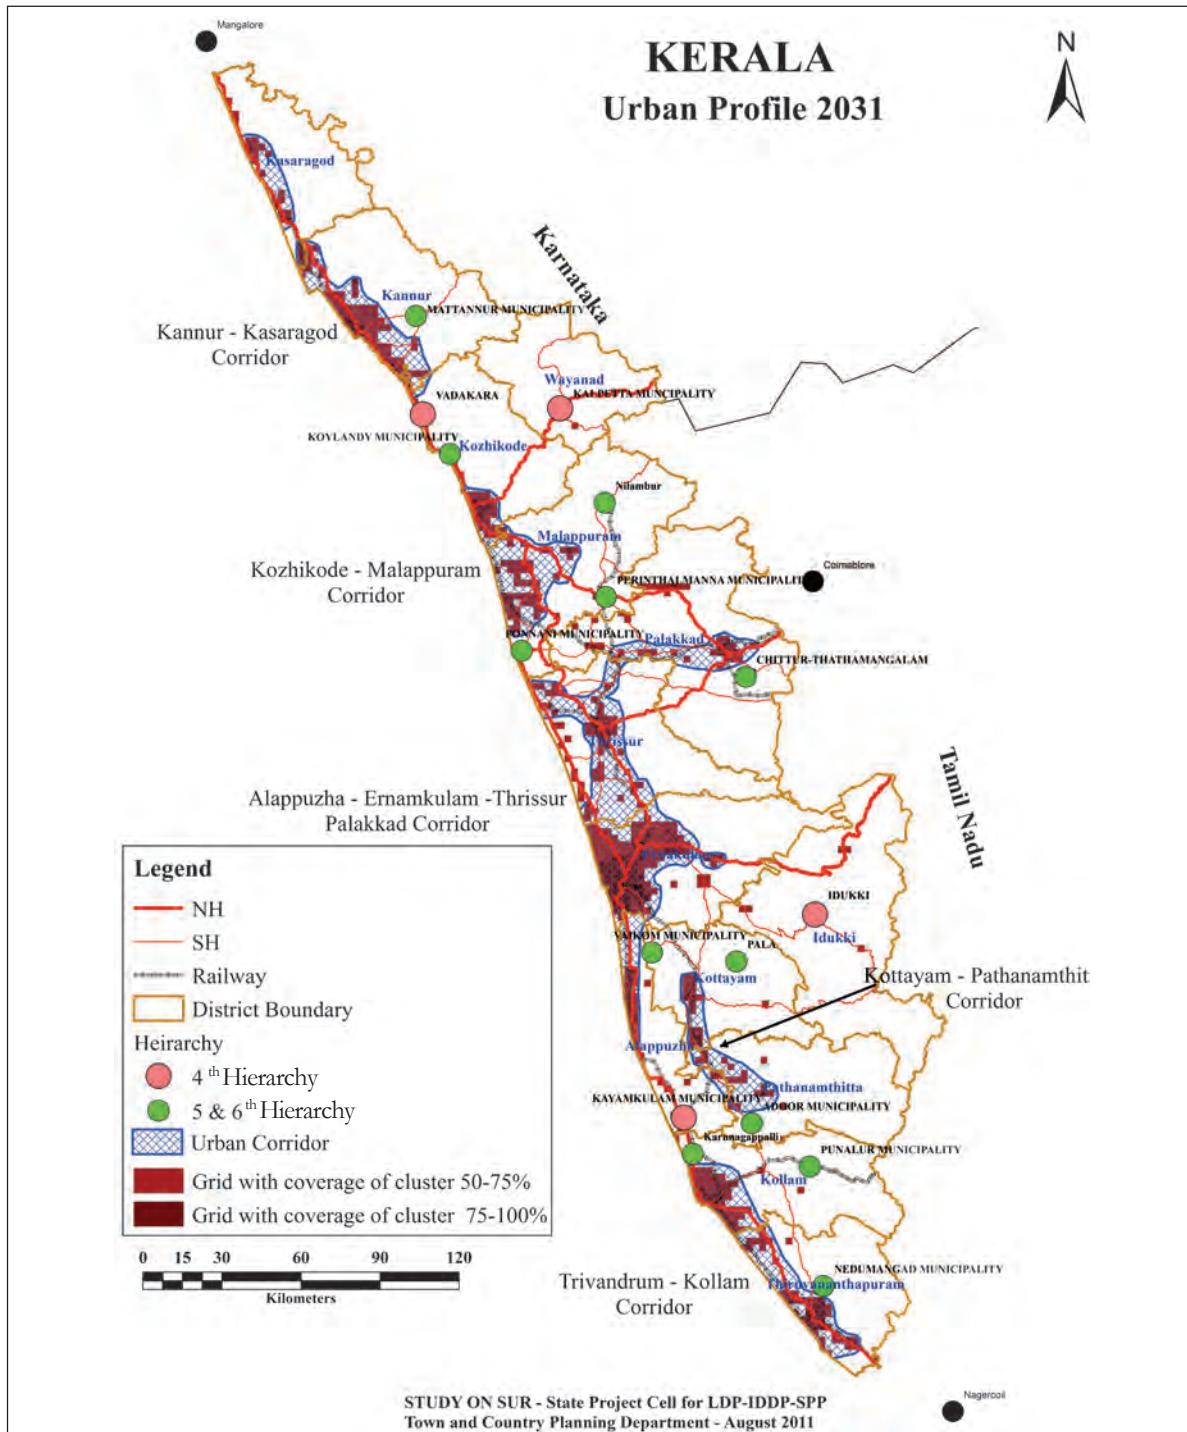 Mangalore
KERALA
Urban Profile 2031
N
Kasaragod
Karnataka
Kannur
MATTANNUR MUNICIPALITY
Kannur - Kasaragod
Corridor
Wayanad
KALPETTA MUNCIPALITY
VADAKARA
KOYLANDY MUNICIPALITY
Kozhikode
Nilambur
Malappuram
Kozhikode - Malappuram
Corridor
Coimablore
PERINTHALMANNA MUNICIPALIT
PONNANI MUNICIPALITY
Palakkad
CHITTUR-THATHAMANGALAM
Thrissur
Tamil Nadu
Alappuzha - Ernamkulam -Thrissur
Palakkad Corridor
Legend
NH
SH
Railway
District Boundary
Heirarchy
4 th Hierarchy
5 & 6 th Hierarchy
Urban Corridor
Grid with coverage of cluster 50-75%
Grid with coverage of cluster 75-100%
IDUKKI
Idukki
VAIKOM MUNICIPALITY
PALA
Kottayam
Kottayam - Pathanamthit
Corridor
Alappuzha
Pathanamthitta
KAYAMKULAM MUNICIPALITY
ADOOR MUNICIPALITY
Karunagappalli
PUNALUR MUNICIPALITY
Kollam
0 15 30 60 90 120
Kilometers
Trivandrum - Kollam
Corridor
NEDUMANGAD MUNICIPALITY
Thiruvananthapuram
Nagercoil
STUDY ON SUR - State Project Cell for LDP-IDDP-SPP
Town and Country Planning Department - August 2011